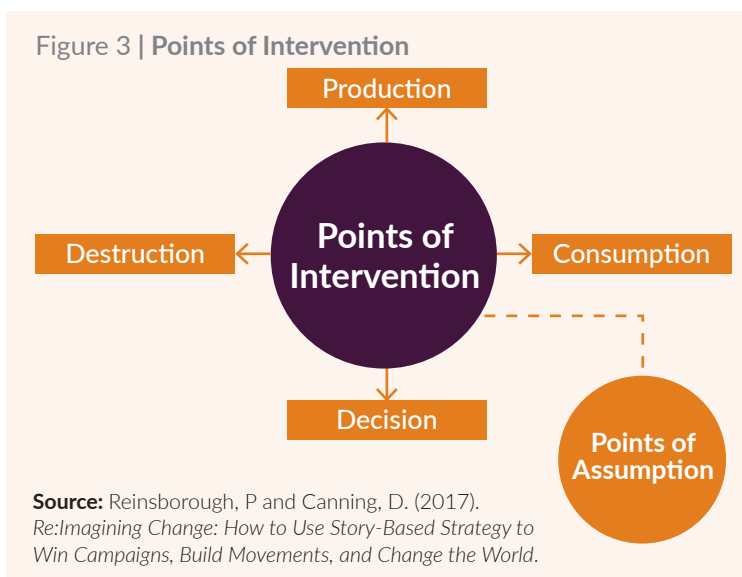 Figure 3 | Points of Intervention
Production
Points of
Intervention
Destruction
Consumption
Decision
Points of
Assumption
Source: Reinsborough, P and Canning, D. (2017).
Re:Imagining Change: How to Use Story-Based Strategy to
Win Campaigns, Build Movements, and Change the World.